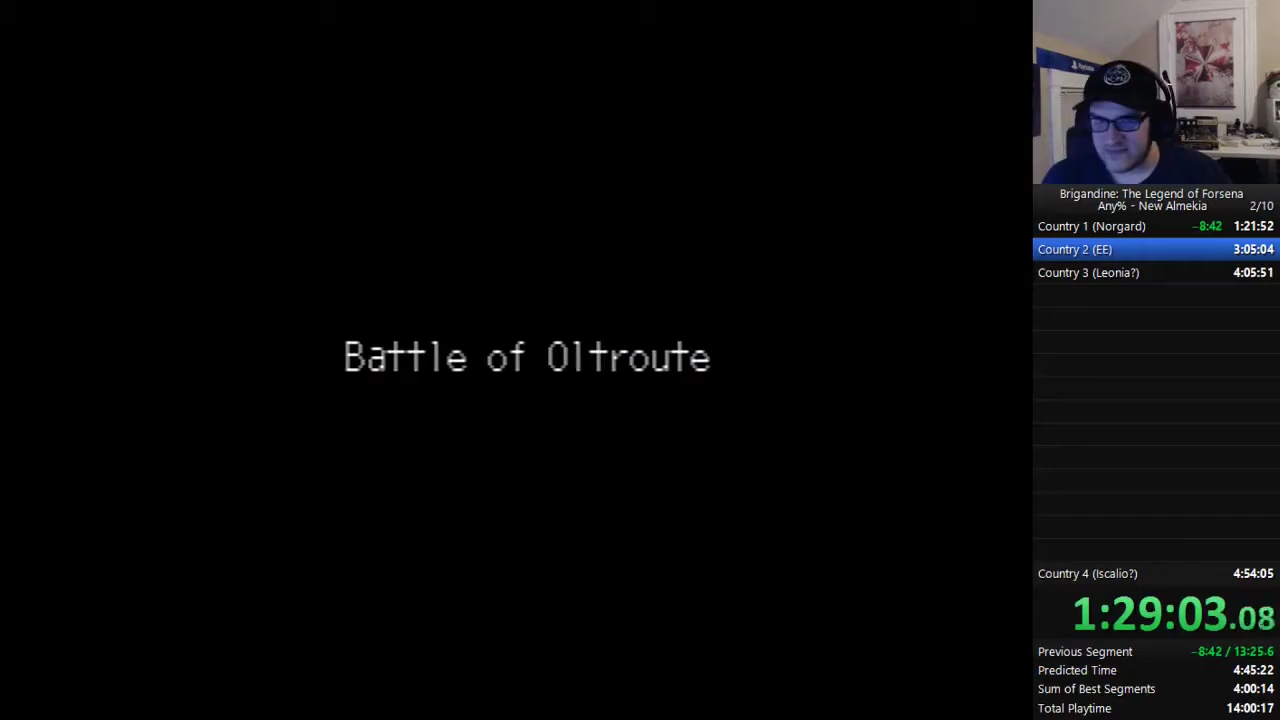 Battle of Oltroute
Brigandine: The Legend of Forsena
Any% - New Almekia 2/10
Country 1 (Norgard) -8:42 1:21:52
Country 2 (EE) 3:05:04
Country 3 (Leonia?) 4:05:51
Country 4 (Iscalio?) 4:54:05
1:29:03.08
Previous Segment -8:42 / 13:25.6
Predicted Time 4:45:22
Sum of Best Segments 4:00:14
Total Playtime 14:00:17